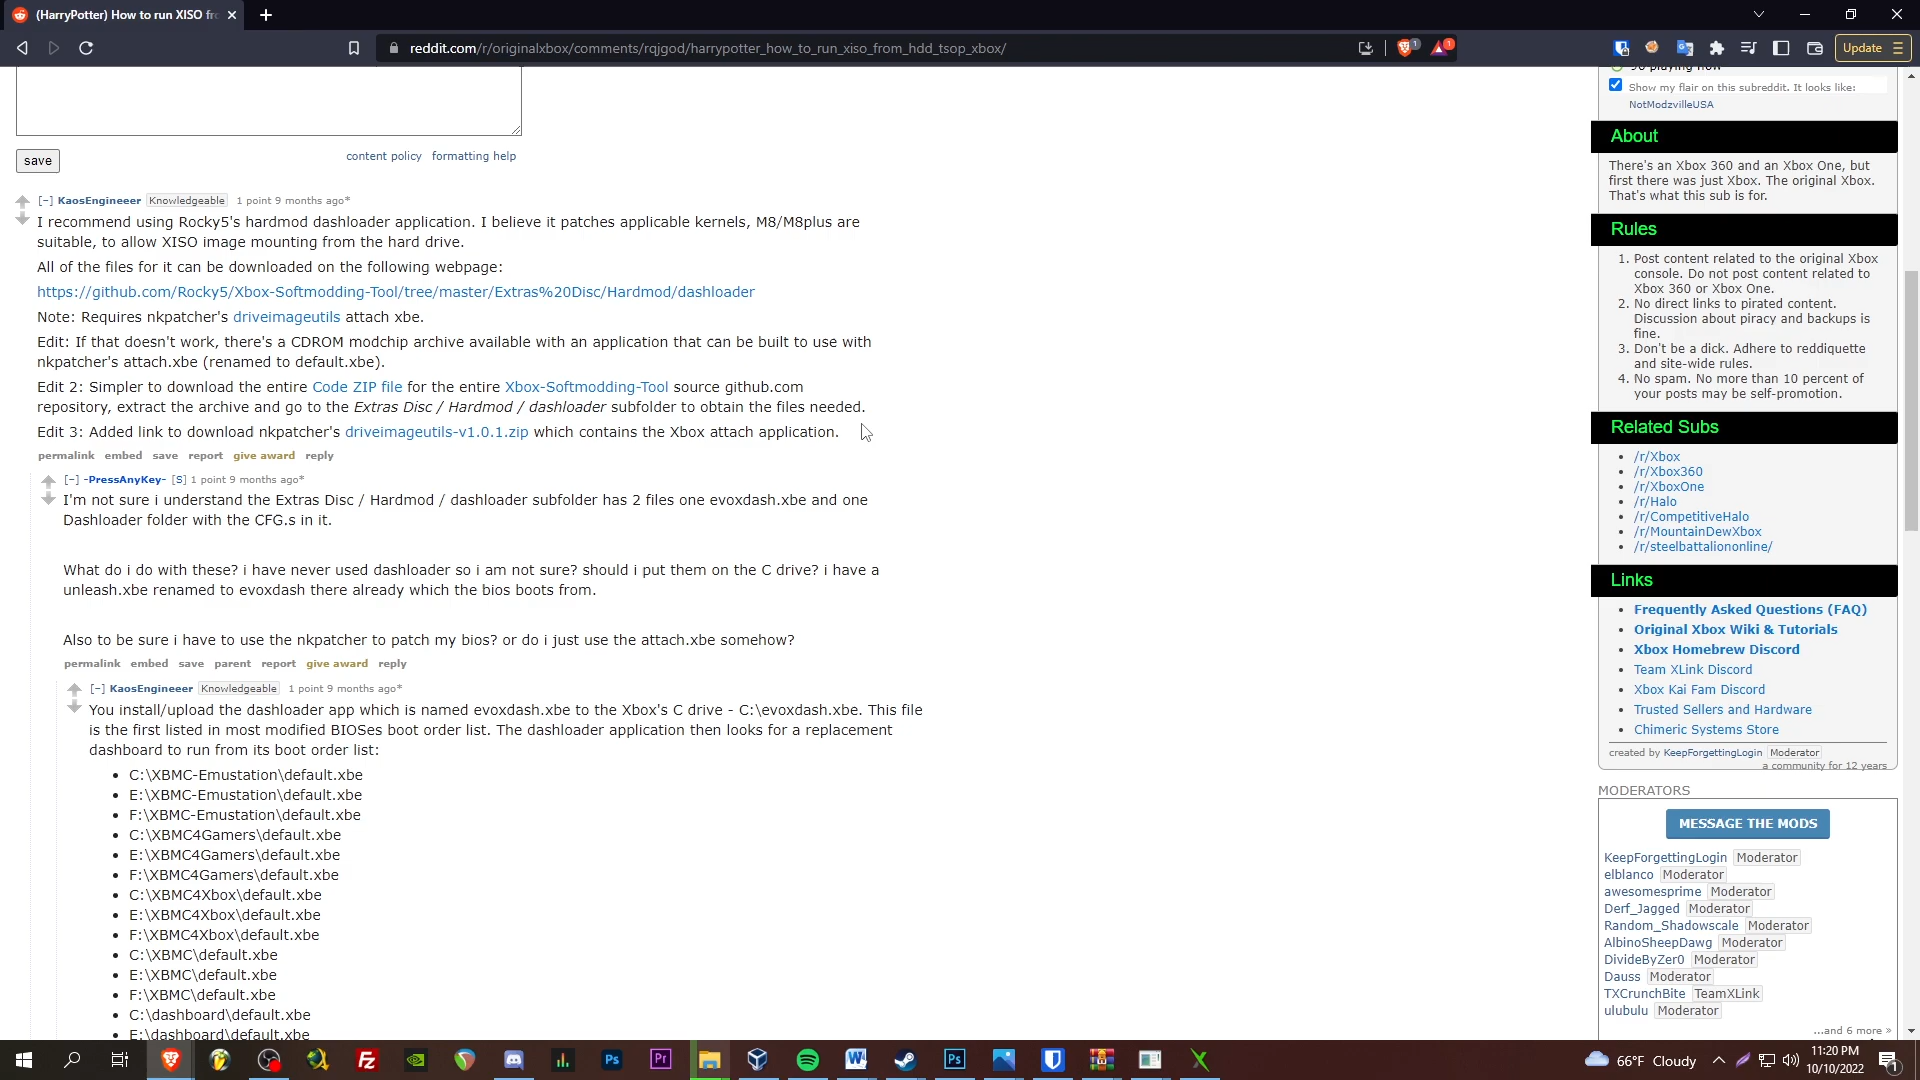 (HarryPotter) How to run XISO fro
reddit.com/r/originalxbox/comments/rqjgod/harrypotter_how_to_run_xiso_from_hdd_tsop_xbox/
1
1
Update
save
content policy formatting help
[-] KaosEngineeer Knowledgeable 1 point 9 months ago*
I recommend using Rocky5's hardmod dashloader application. I believe it patches applicable kernels, M8/M8plus are
suitable, to allow XISO image mounting from the hard drive.
All of the files for it can be downloaded on the following webpage:
https://github.com/Rocky5/Xbox-Softmodding-Tool/tree/master/Extras%20Disc/Hardmod/dashloader
Note: Requires nkpatcher's driveimageutils attach xbe.
Edit: If that doesn't work, there's a CDROM modchip archive available with an application that can be built to use with
nkpatcher's attach.xbe (renamed to default.xbe).
Edit 2: Simpler to download the entire Code ZIP file for the entire Xbox-Softmodding-Tool source github.com
repository, extract the archive and go to the Extras Disc / Hardmod / dashloader subfolder to obtain the files needed.
Edit 3: Added link to download nkpatcher's driveimageutils-v1.0.1.zip which contains the Xbox attach application.
permalink embed save report give award reply
[-] -PressAnyKey- [S] 1 point 9 months ago*
I'm not sure i understand the Extras Disc / Hardmod / dashloader subfolder has 2 files one evoxdash.xbe and one
Dashloader folder with the CFG.s in it.
What do i do with these? i have never used dashloader so i am not sure? should i put them on the C drive? i have a
unleash.xbe renamed to evoxdash there already which the bios boots from.
Also to be sure i have to use the nkpatcher to patch my bios? or do i just use the attach.xbe somehow?
permalink embed save parent report give award reply
[-] KaosEngineeer Knowledgeable 1 point 9 months ago*
You install/upload the dashloader app which is named evoxdash.xbe to the Xbox's C drive - C:\evoxdash.xbe. This file
is the first listed in most modified BIOSes boot order list. The dashloader application then looks for a replacement
dashboard to run from its boot order list:
• C:\XBMC-Emustation\default.xbe
• E:\XBMC-Emustation\default.xbe
• F:\XBMC-Emustation\default.xbe
• C:\XBMC4Gamers\default.xbe
• E:\XBMC4Gamers\default.xbe
• F:\XBMC4Gamers\default.xbe
• C:\XBMC4Xbox\default.xbe
• E:\XBMC4Xbox\default.xbe
• F:\XBMC4Xbox\default.xbe
• C:\XBMC\default.xbe
• E:\XBMC\default.xbe
• F:\XBMC\default.xbe
• C:\dashboard\default.xbe
• E:\dashboard\default.xbe
playing now
Show my flair on this subreddit. It looks like:
NotModzvilleUSA
About
There's an Xbox 360 and an Xbox One, but
first there was just Xbox. The original Xbox.
That's what this sub is for.
Rules
1. Post content related to the original Xbox
console. Do not post content related to
Xbox 360 or Xbox One.
2. No direct links to pirated content.
Discussion about piracy and backups is
fine.
3. Don't be a dick. Adhere to reddiquette
and site-wide rules.
4. No spam. No more than 10 percent of
your posts may be self-promotion.
Related Subs
• /r/Xbox
• /r/Xbox360
• /r/XboxOne
• /r/Halo
• /r/CompetitiveHalo
• /r/MountainDewXbox
• /r/steelbattaliononline/
Links
• Frequently Asked Questions (FAQ)
• Original Xbox Wiki & Tutorials
• Xbox Homebrew Discord
• Team XLink Discord
• Xbox Kai Fam Discord
• Trusted Sellers and Hardware
• Chimeric Systems Store
created by KeepForgettingLogin Moderator
a community for 12 years
MODERATORS
MESSAGE THE MODS
KeepForgettingLogin Moderator
elblanco Moderator
awesomesprime Moderator
Derf_Jagged Moderator
Random_Shadowscale Moderator
AlbinoSheepDawg Moderator
DivideByZer0 Moderator
Dauss Moderator
TXCrunchBite TeamXLink
ulubulu Moderator
...and 6 more »
66°F Cloudy
11:20 PM
10/10/2022
1